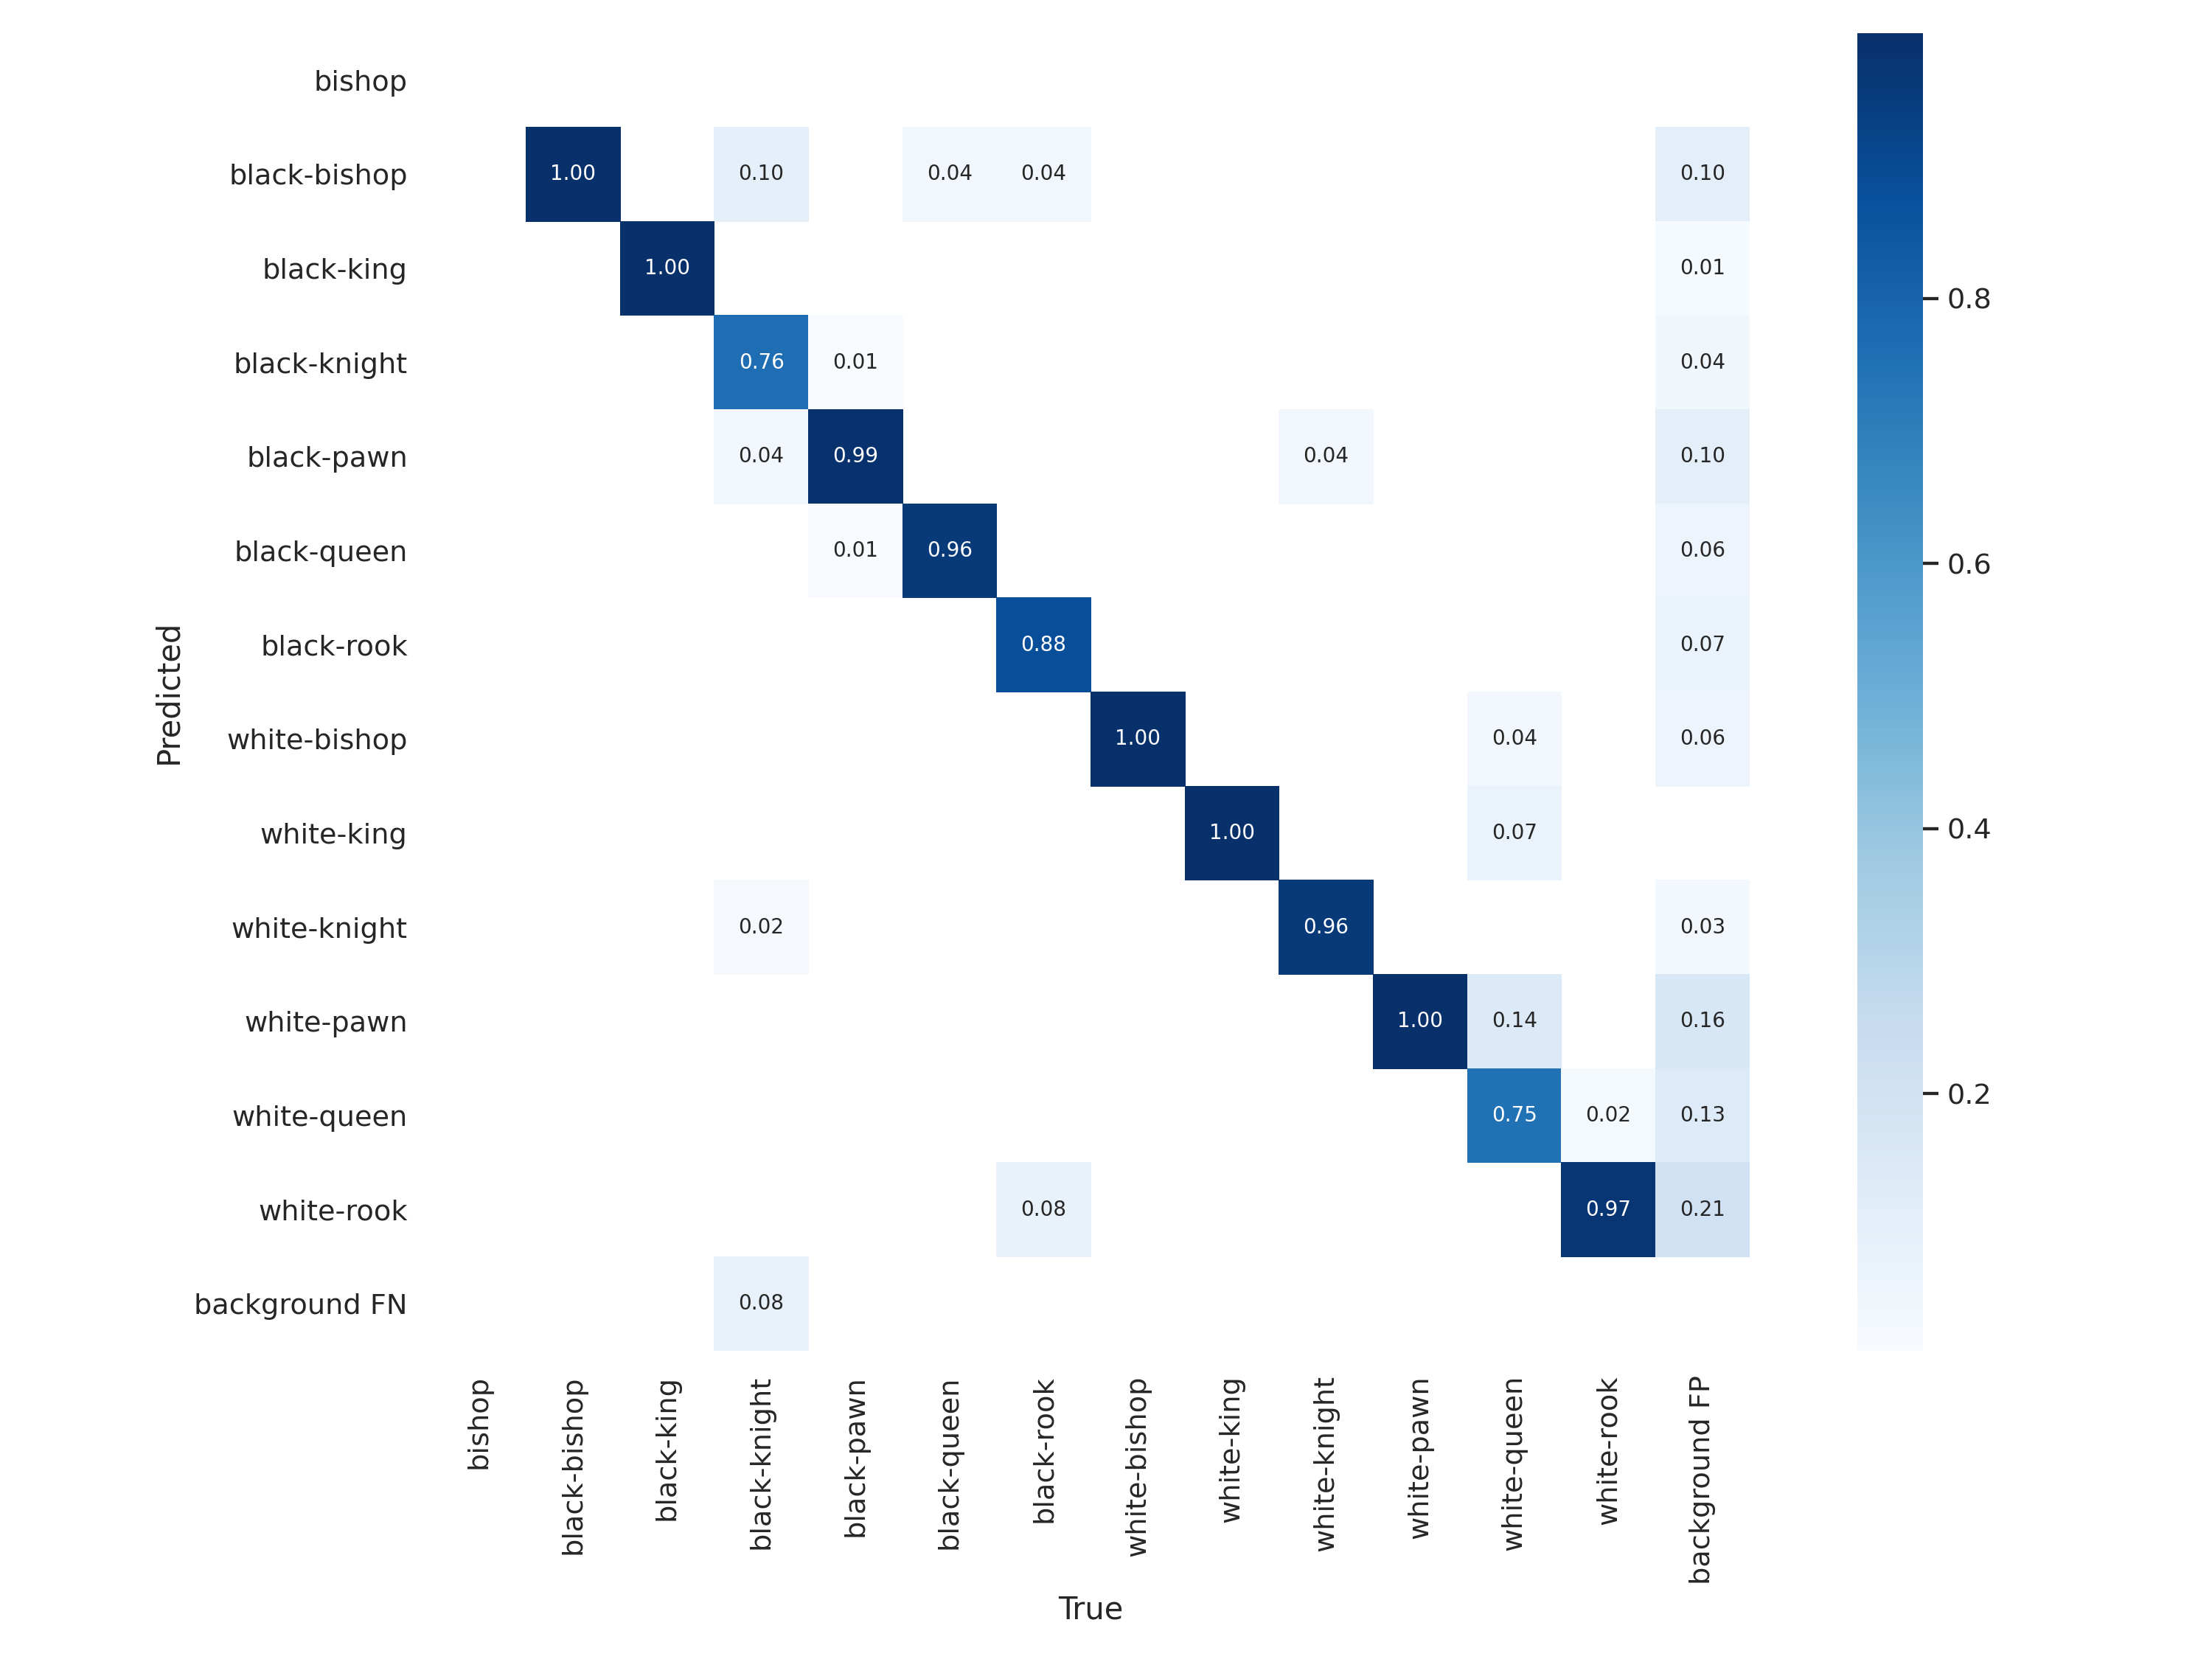 bishop
black-bishop 1.00 0.10 0.04 0.04 0.10
black-king 1.00 0.01
black-knight 0.76 0.01 0.04
black-pawn 0.04 0.99 0.04 0.10
black-queen 0.01 0.96 0.06
black-rook 0.88 0.07
white-bishop 1.00 0.04 0.06
white-king 1.00 0.07
white-knight 0.02 0.96 0.03
white-pawn 1.00 0.14 0.16
white-queen 0.75 0.02 0.13
white-rook 0.08 0.97 0.21
background FN 0.08
Predicted
bishop
black-bishop
black-king
black-knight
black-pawn
black-queen
black-rook
white-bishop
white-king
white-knight
white-pawn
white-queen
white-rook
background FP
True
0.8
0.6
0.4
0.2